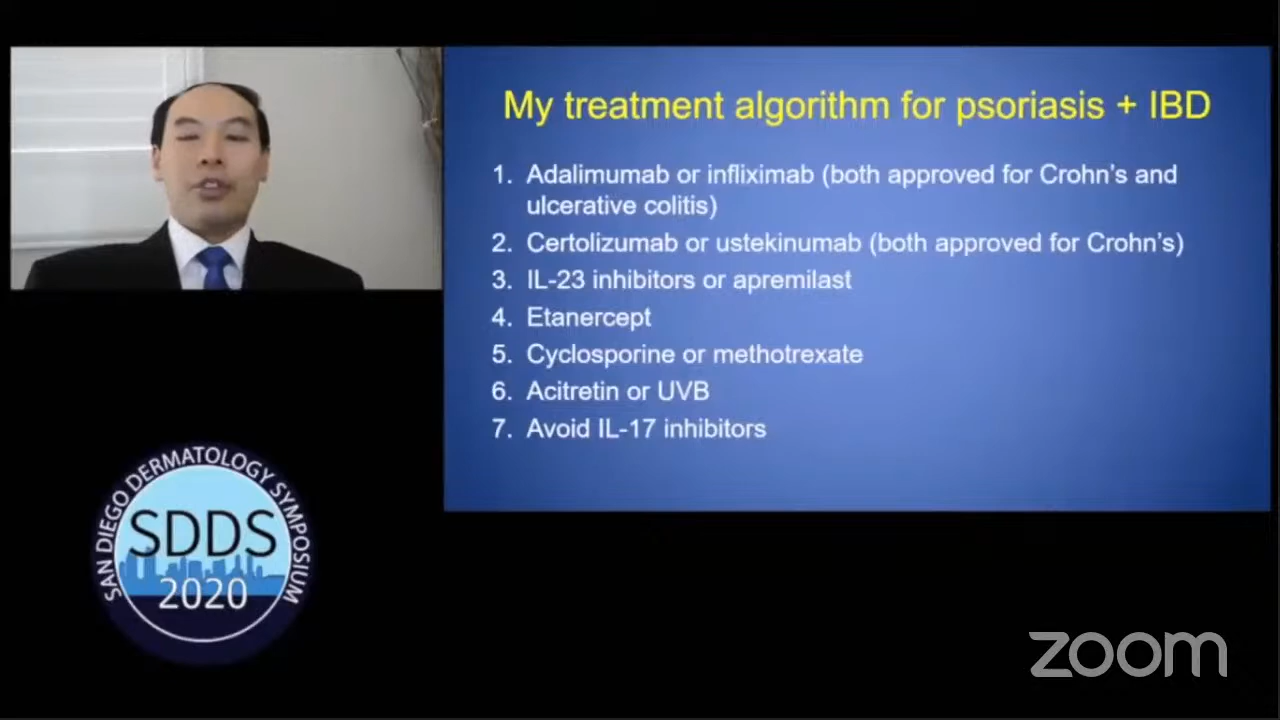 My treatment algorithm for psoriasis + IBD
1. Adalimumab or infliximab (both approved for Crohn's and
ulcerative colitis)
2. Certolizumab or ustekinumab (both approved for Crohn's)
3. IL-23 inhibitors or apremilast
4. Etanercept
5. Cyclosporine or methotrexate
6. Acitretin or UVB
7. Avoid IL-17 inhibitors
SAN DIEGO DERMATOLOGY SYMPOSIUM
SDDS
2020
zoom